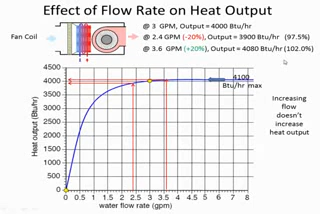 Effect of Flow Rate on Heat Output
Fan Coil
@ 3 GPM, Output = 4000 Btu/hr
@ 2.4 GPM (-20%), Output = 3900 Btu/hr (97.5%)
@ 3.6 GPM (+20%), Output = 4080 Btu/hr (102.0%)
4500
4000
3500
3000
2500
2000
1500
1000
500
0
Heat output (Btu/hr)
4100
Btu/hr max
Increasing
flow
doesn't
increase
heat output
0 0.5 1 1.5 2 2.5 3 3.5 4 4.5 5 5.5 6 6.5 7 7.5 8
water flow rate (gpm)